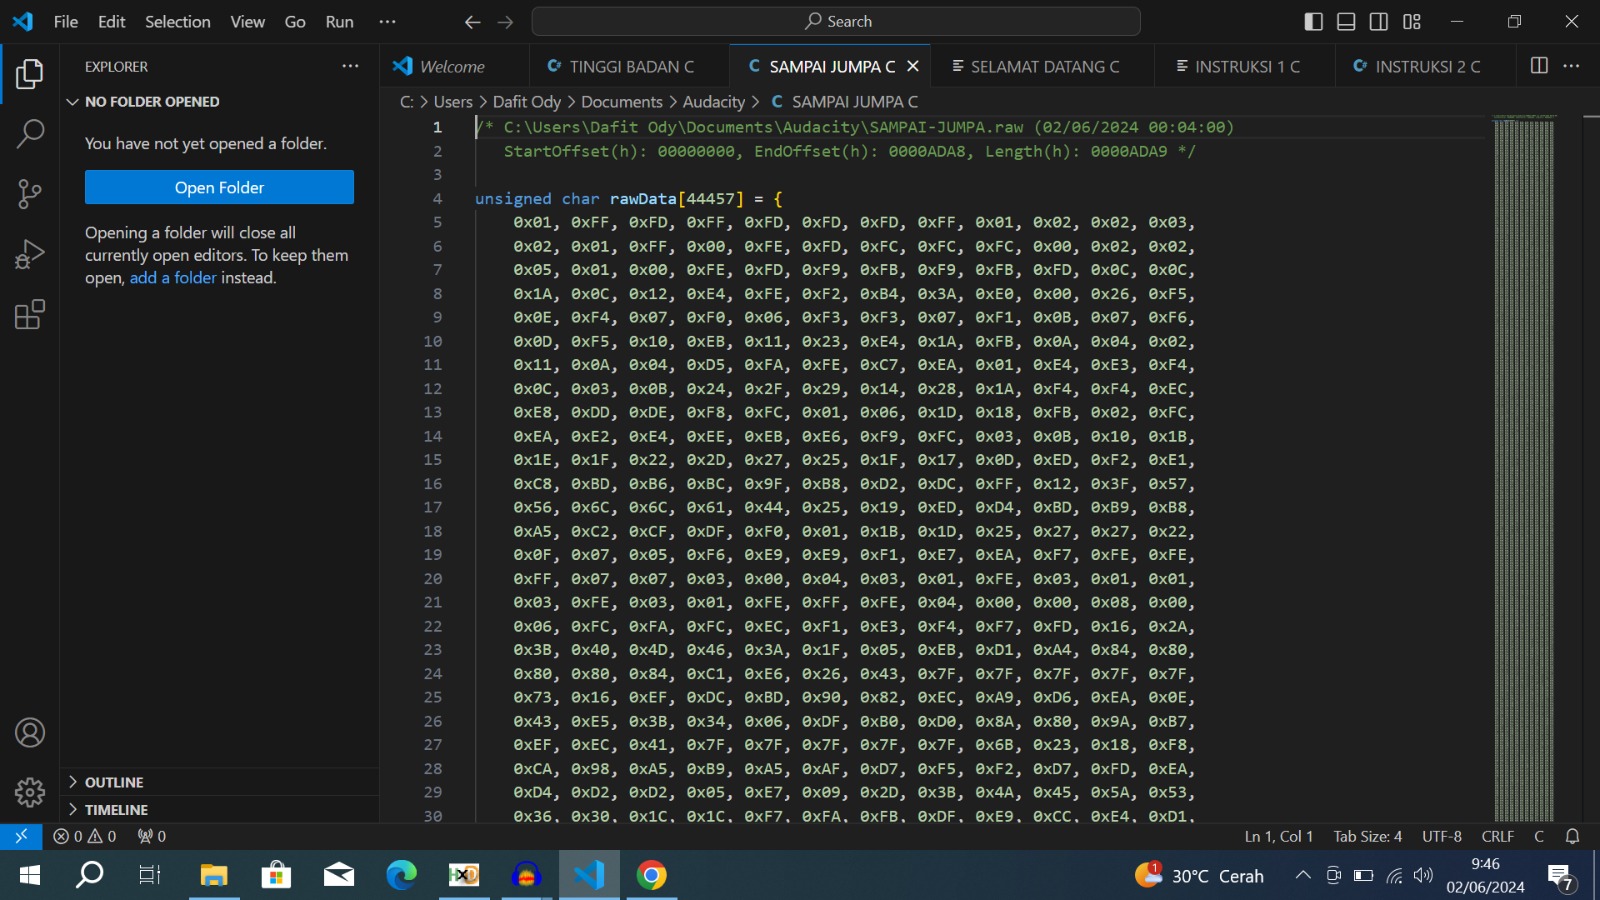 File Edit Selection View Go Run ··· Search
EXPLORER ···
Welcome TINGGI BADAN C SAMPAI JUMPA C SELAMAT DATANG C INSTRUKSI 1 C INSTRUKSI 2 C ···
NO FOLDER OPENED
You have not yet opened a folder.
Open Folder
Opening a folder will close all
currently open editors. To keep them
open, add a folder instead.
OUTLINE
TIMELINE
C: > Users > Dafit Ody > Documents > Audacity > C SAMPAI JUMPA C
1 /* C:\Users\Dafit Ody\Documents\Audacity\SAMPAI-JUMPA.raw (02/06/2024 00:04:00)
2 StartOffset(h): 00000000, EndOffset(h): 0000ADA8, Length(h): 0000ADA9 */
3
4 unsigned char rawData[44457] = {
5 0x01, 0xFF, 0xFD, 0xFF, 0xFD, 0xFD, 0xFD, 0xFF, 0x01, 0x02, 0x02, 0x03,
6 0x02, 0x01, 0xFF, 0x00, 0xFE, 0xFD, 0xFC, 0xFC, 0xFC, 0x00, 0x02, 0x02,
7 0x05, 0x01, 0x00, 0xFE, 0xFD, 0xF9, 0xFB, 0xF9, 0xFB, 0xFD, 0x0C, 0x0C,
8 0x1A, 0x0C, 0x12, 0xE4, 0xFE, 0xF2, 0xB4, 0x3A, 0xE0, 0x00, 0x26, 0xF5,
9 0x0E, 0xF4, 0x07, 0xF0, 0x06, 0xF3, 0xF3, 0x07, 0xF1, 0x0B, 0x07, 0xF6,
10 0x0D, 0xF5, 0x10, 0xEB, 0x11, 0x23, 0xE4, 0x1A, 0xFB, 0x0A, 0x04, 0x02,
11 0x11, 0x0A, 0x04, 0xD5, 0xFA, 0xFE, 0xC7, 0xEA, 0x01, 0xE4, 0xE3, 0xF4,
12 0x0C, 0x03, 0x0B, 0x24, 0x2F, 0x29, 0x14, 0x28, 0x1A, 0xF4, 0xF4, 0xEC,
13 0xE8, 0xDD, 0xDE, 0xF8, 0xFC, 0x01, 0x06, 0x1D, 0x18, 0xFB, 0x02, 0xFC,
14 0xEA, 0xE2, 0xE4, 0xEE, 0xEB, 0xE6, 0xF9, 0xFC, 0x03, 0x0B, 0x10, 0x1B,
15 0x1E, 0x1F, 0x22, 0x2D, 0x27, 0x25, 0x1F, 0x17, 0x0D, 0xED, 0xF2, 0xE1,
16 0xC8, 0xBD, 0xB6, 0xBC, 0x9F, 0xB8, 0xD2, 0xDC, 0xFF, 0x12, 0x3F, 0x57,
17 0x56, 0x6C, 0x6C, 0x61, 0x44, 0x25, 0x19, 0xED, 0xD4, 0xBD, 0xB9, 0xB8,
18 0xA5, 0xC2, 0xCF, 0xDF, 0xF0, 0x01, 0x1B, 0x1D, 0x25, 0x27, 0x27, 0x22,
19 0x0F, 0x07, 0x05, 0xF6, 0xE9, 0xE9, 0xF1, 0xE7, 0xEA, 0xF7, 0xFE, 0xFE,
20 0xFF, 0x07, 0x07, 0x03, 0x00, 0x04, 0x03, 0x01, 0xFE, 0x03, 0x01, 0x01,
21 0x03, 0xFE, 0x03, 0x01, 0xFE, 0xFF, 0xFE, 0x04, 0x00, 0x00, 0x08, 0x00,
22 0x06, 0xFC, 0xFA, 0xFC, 0xEC, 0xF1, 0xE3, 0xF4, 0xF7, 0xFD, 0x16, 0x2A,
23 0x3B, 0x40, 0x4D, 0x46, 0x3A, 0x1F, 0x05, 0xEB, 0xD1, 0xA4, 0x84, 0x80,
24 0x80, 0x80, 0x84, 0xC1, 0xE6, 0x26, 0x43, 0x7F, 0x7F, 0x7F, 0x7F, 0x7F,
25 0x73, 0x16, 0xEF, 0xDC, 0xBD, 0x90, 0x82, 0xEC, 0xA9, 0xD6, 0xEA, 0x0E,
26 0x43, 0xE5, 0x3B, 0x34, 0x06, 0xDF, 0xB0, 0xD0, 0x8A, 0x80, 0x9A, 0xB7,
27 0xEF, 0xEC, 0x41, 0x7F, 0x7F, 0x7F, 0x7F, 0x7F, 0x6B, 0x23, 0x18, 0xF8,
28 0xCA, 0x98, 0xA5, 0xB9, 0xA5, 0xAF, 0xD7, 0xF5, 0xF2, 0xD7, 0xFD, 0xEA,
29 0xD4, 0xD2, 0xD2, 0x05, 0xE7, 0x09, 0x2D, 0x3B, 0x4A, 0x45, 0x5A, 0x53,
30 0x36, 0x30, 0x1C, 0x1C, 0xF7, 0xFA, 0xFB, 0xDF, 0xE9, 0xCC, 0xE4, 0xD1,
0 0 0 Ln 1, Col 1 Tab Size: 4 UTF-8 CRLF C
1 30°C Cerah 9:46
02/06/2024 7